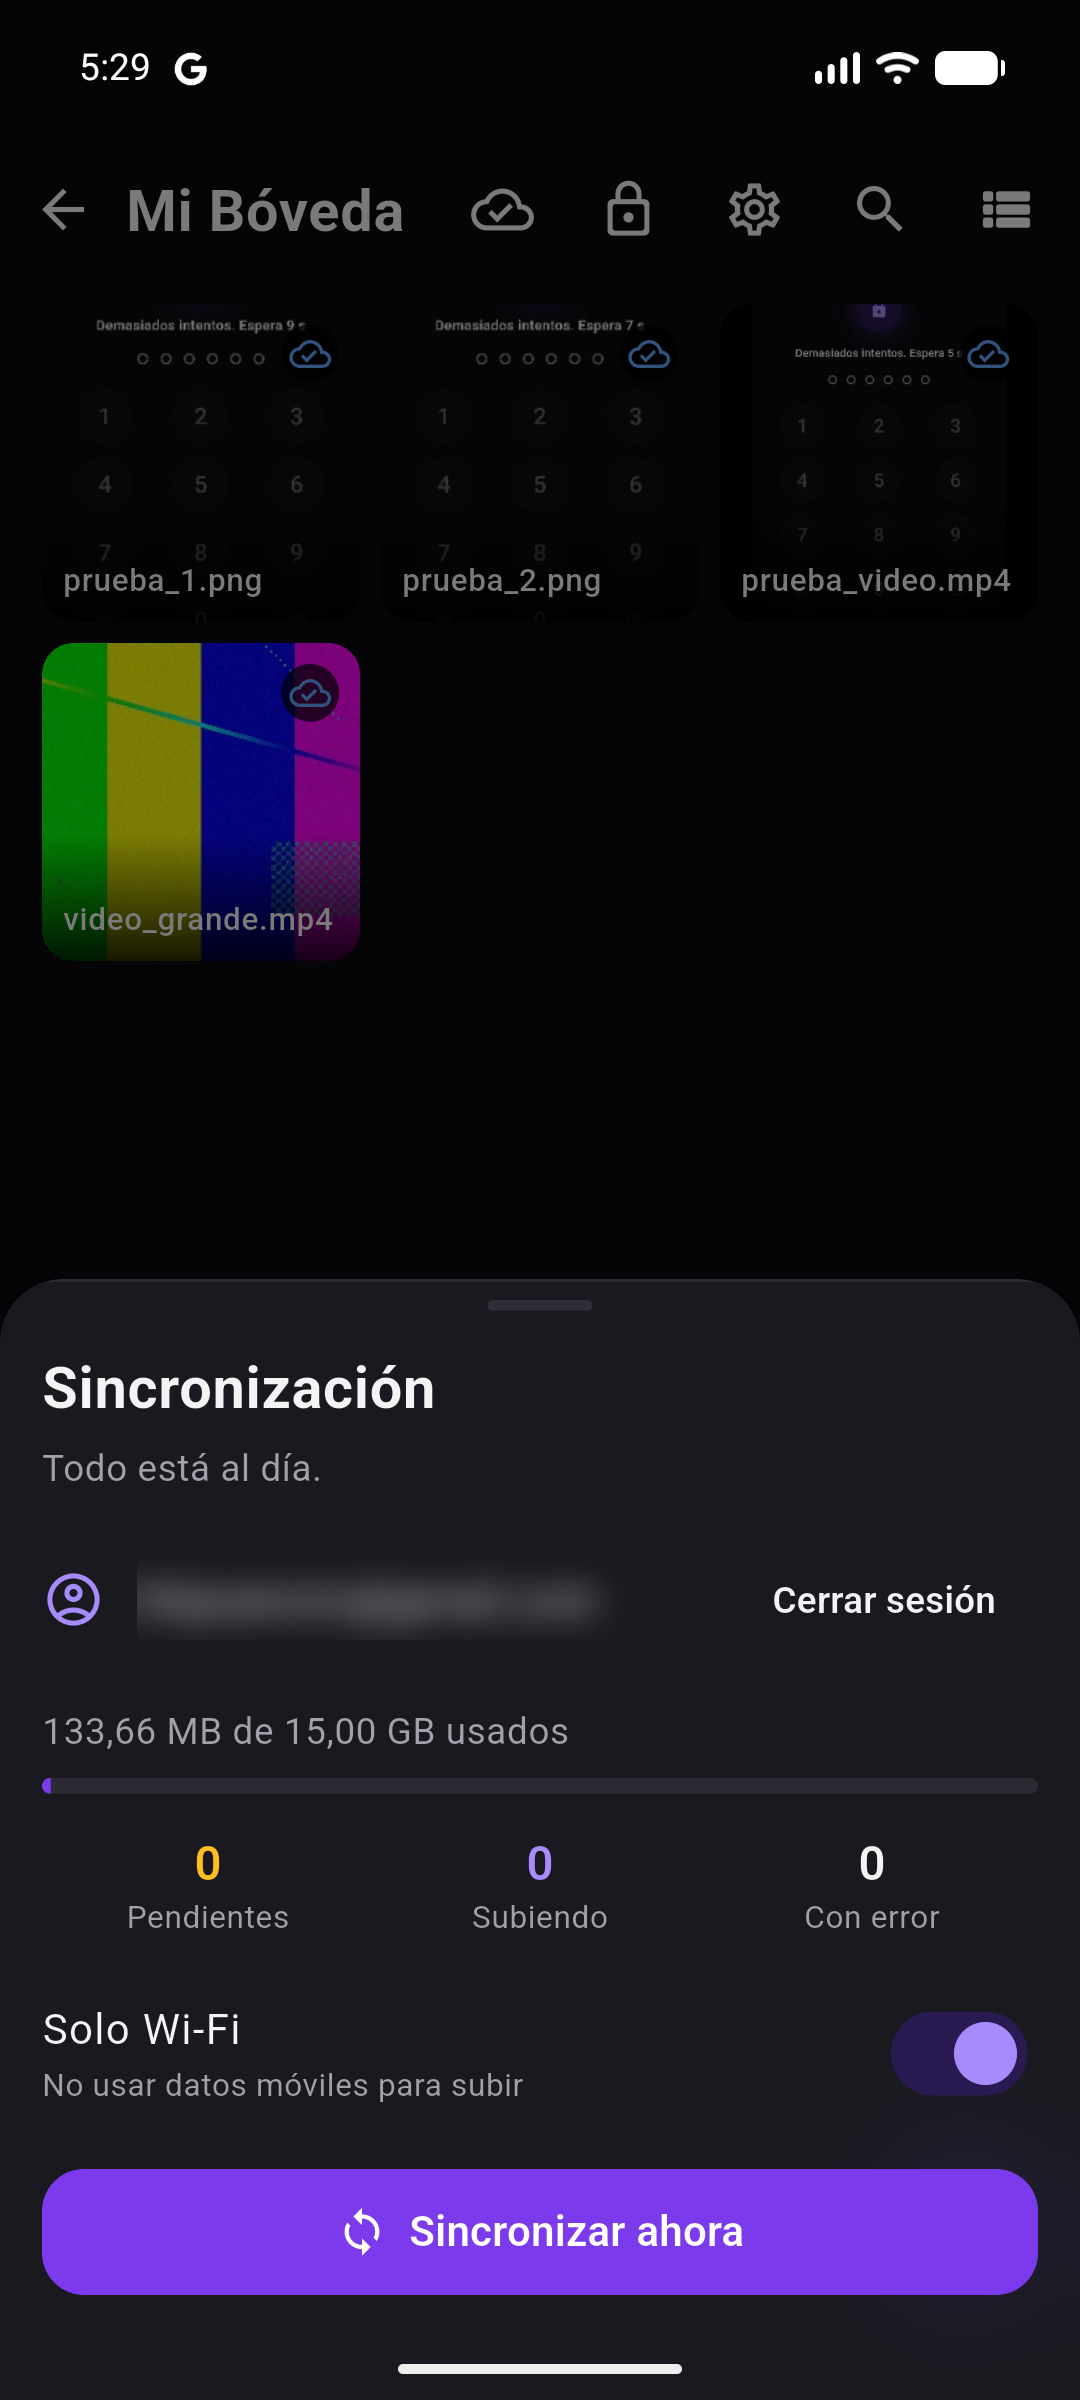 5:29
Mi Bóveda
Demasiados intentos. Espera 9 s
1 2 3
4 5 6
7 8 9
0
prueba_1.png
Demasiados intentos. Espera 7 s
1 2 3
4 5 6
7 8 9
0
prueba_2.png
Demasiados intentos. Espera 5 s
1 2 3
4 5 6
7 8 9
prueba_video.mp4
video_grande.mp4
Sincronización
Todo está al día.
Cerrar sesión
133,66 MB de 15,00 GB usados
0 0 0
Pendientes Subiendo Con error
Solo Wi-Fi
No usar datos móviles para subir
Sincronizar ahora